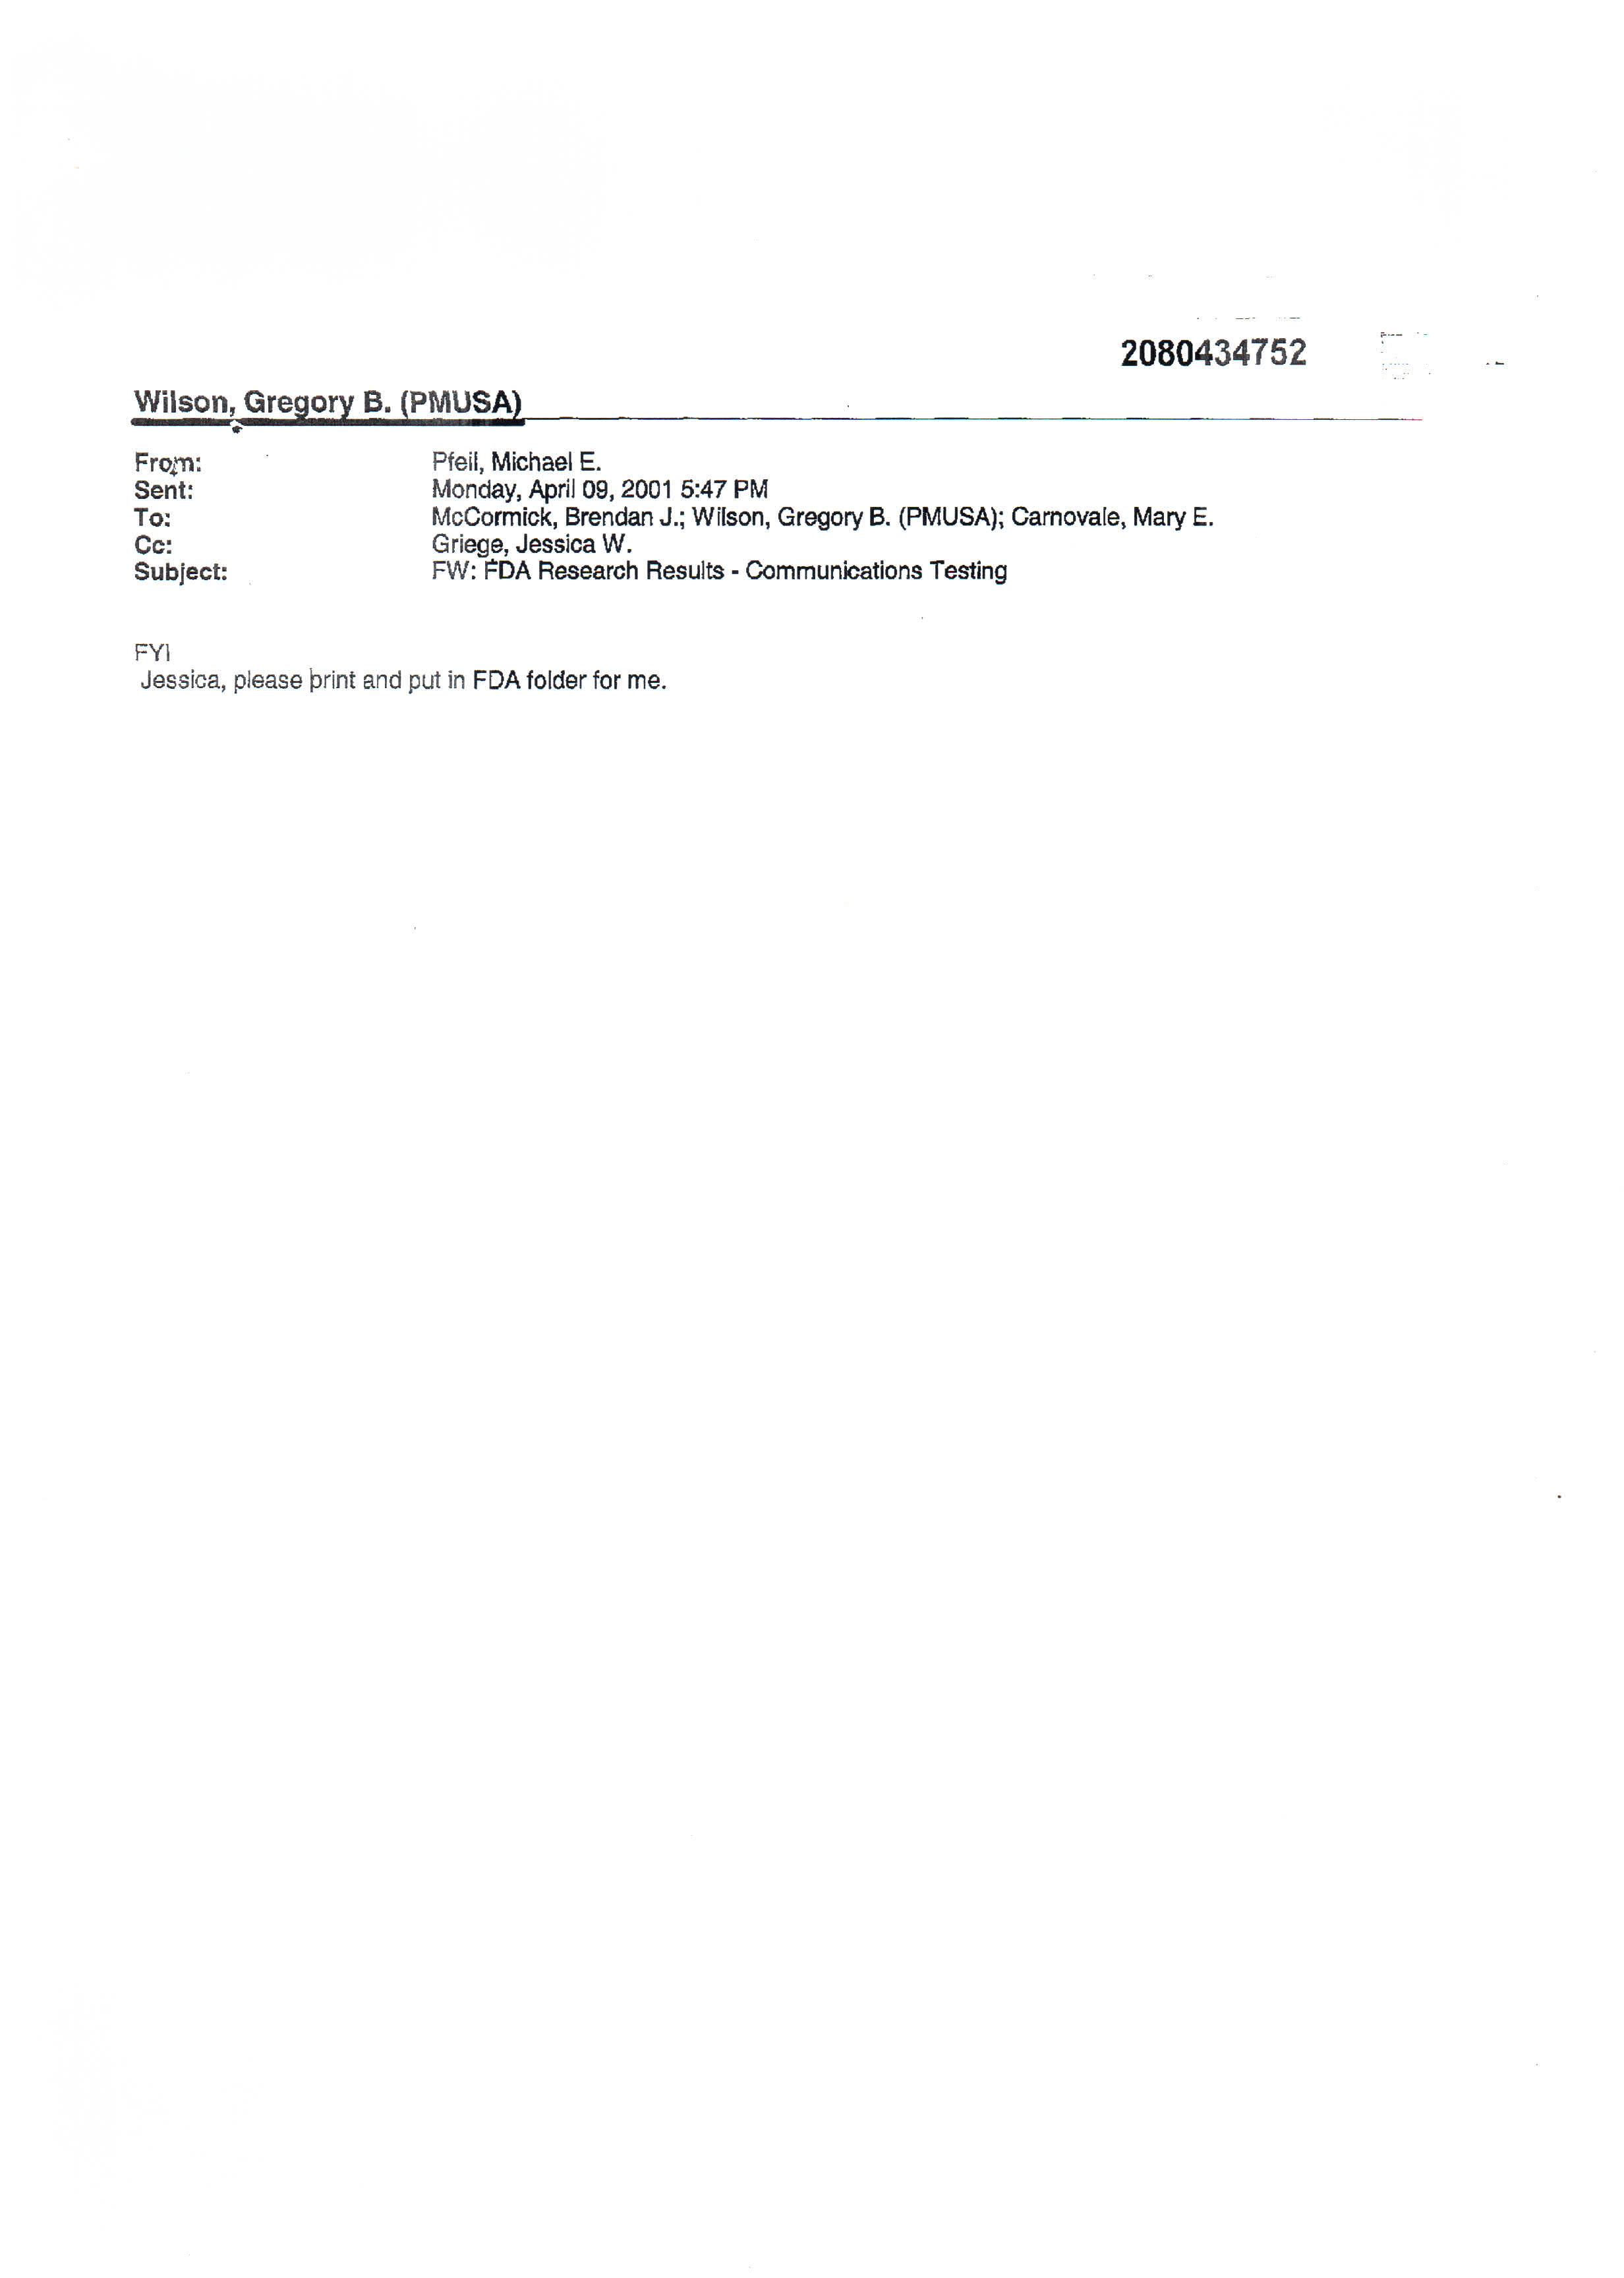 2080434752
Wilson, Gregory B. (PMUSA)
From: Pfeil, Michael E.
Sent: Monday, April 09, 2001 5:47 PM
To: McCormick, Brendan J.; Wilson, Gregory B. (PMUSA); Carnovale, Mary E.
Cc: Griege, Jessica W.
Subject: FW: FDA Research Results - Communications Testing
FYI
Jessica, please print and put in FDA folder for me.